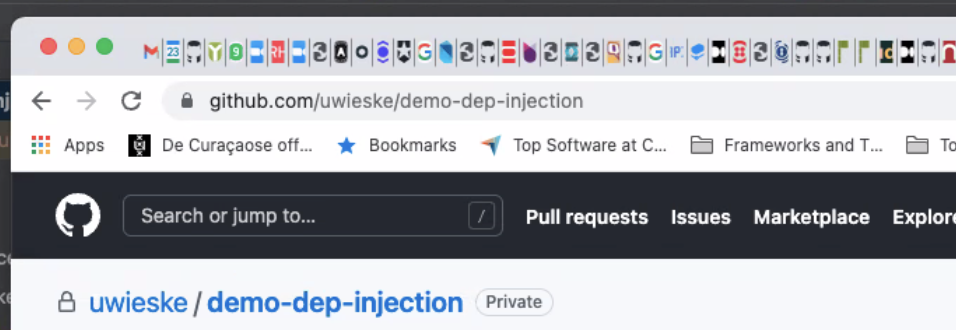 github.com/uwieske/demo-dep-injection
Apps De Curaçaose off... Bookmarks Top Software at C... Frameworks and T... To
Search or jump to... / Pull requests Issues Marketplace Explore
uwieske / demo-dep-injection Private